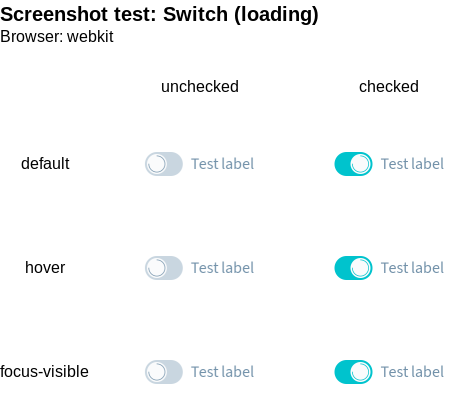 Screenshot test: Switch (loading)
Browser: webkit
unchecked checked
default Test label Test label
hover Test label Test label
focus-visible Test label Test label